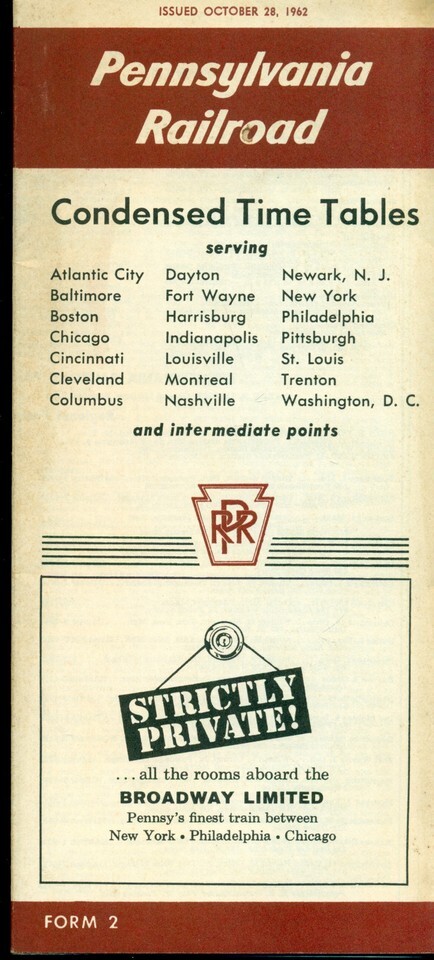 ISSUED OCTOBER 28, 1962
Pennsylvania
Railroad
Condensed Time Tables
serving
Atlantic City Dayton Newark, N. J.
Baltimore Fort Wayne New York
Boston Harrisburg Philadelphia
Chicago Indianapolis Pittsburgh
Cincinnati Louisville St. Louis
Cleveland Montreal Trenton
Columbus Nashville Washington, D. C.
and intermediate points
PRR
STRICTLY
PRIVATE!
...all the rooms aboard the
BROADWAY LIMITED
Pennsy's finest train between
New York • Philadelphia • Chicago
FORM 2